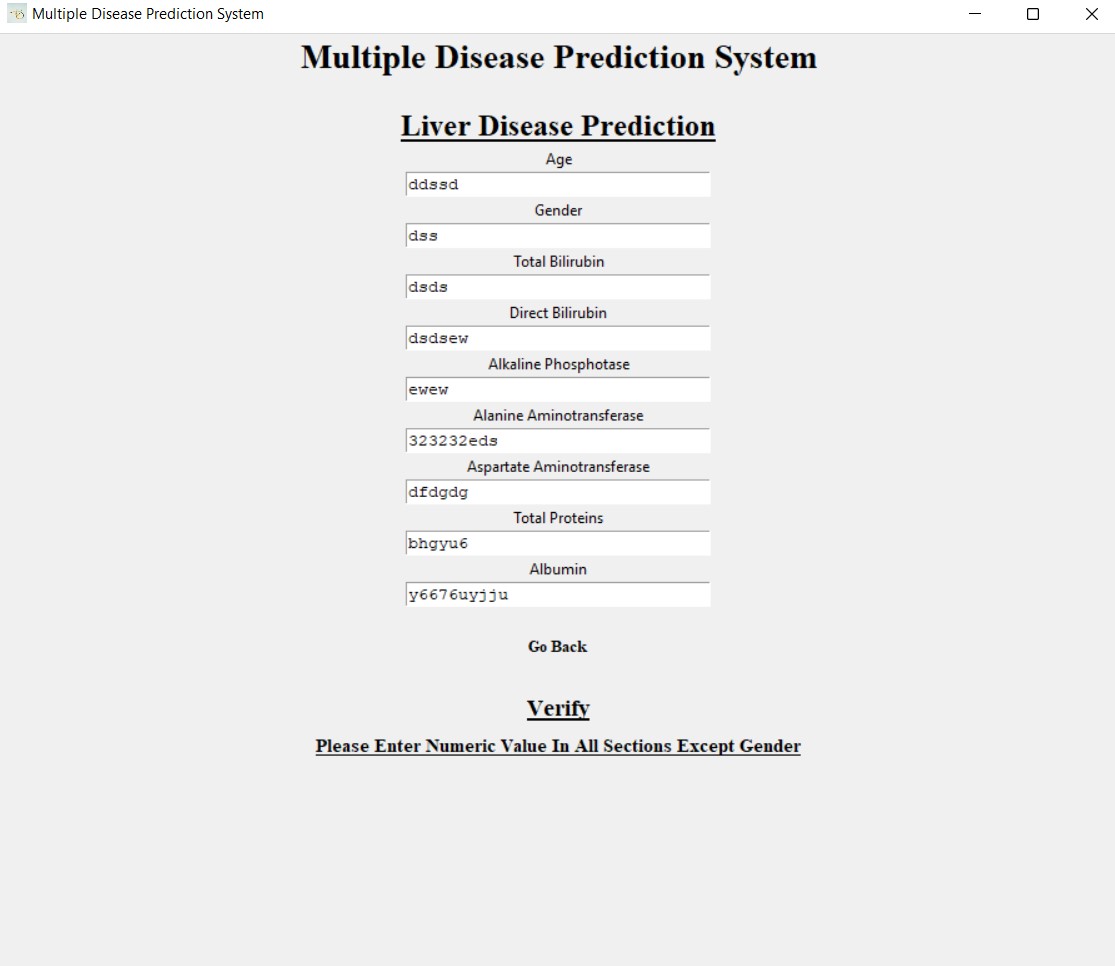 Multiple Disease Prediction System
Multiple Disease Prediction System
Liver Disease Prediction
Age
ddssd
Gender
dss
Total Bilirubin
dsds
Direct Bilirubin
dsdsew
Alkaline Phosphotase
ewew
Alanine Aminotransferase
323232eds
Aspartate Aminotransferase
dfdgdg
Total Proteins
bhgyu6
Albumin
y6676uyjju
Go Back
Verify
Please Enter Numeric Value In All Sections Except Gender